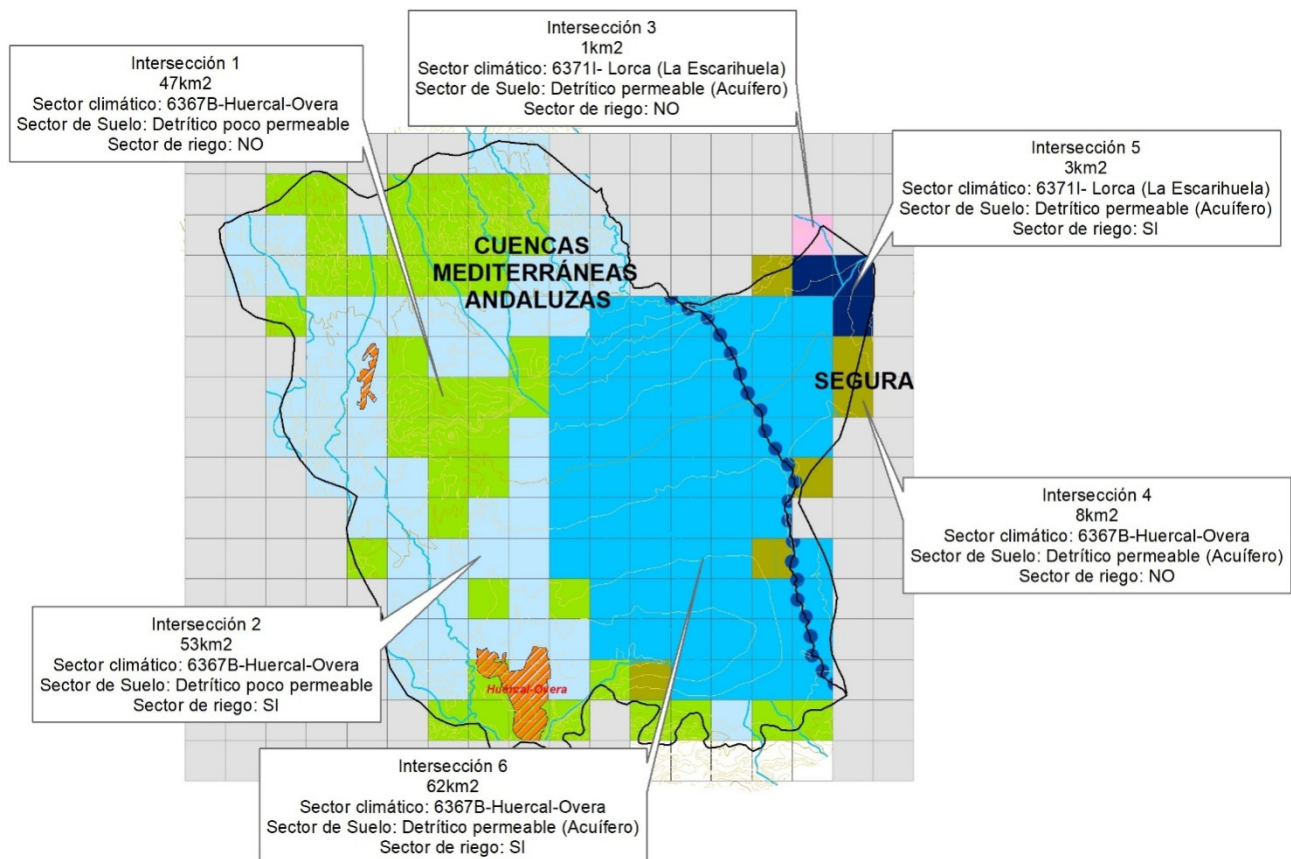 Intersección 3
1km2
Sector climático: 6371I- Lorca (La Escarihuela)
Sector de Suelo: Detrítico permeable (Acuífero)
Sector de riego: NO
Intersección 1
47km2
Sector climático: 6367B-Huercal-Overa
Sector de Suelo: Detrítico poco permeable
Sector de riego: NO
Intersección 5
3km2
Sector climático: 6371I- Lorca (La Escarihuela)
Sector de Suelo: Detrítico permeable (Acuífero)
Sector de riego: SI
CUENCAS
MEDITERRÁNEAS
ANDALUZAS
SEGURA
Intersección 4
8km2
Sector climático: 6367B-Huercal-Overa
Sector de Suelo: Detrítico permeable (Acuífero)
Sector de riego: NO
Intersección 2
53km2
Sector climático: 6367B-Huercal-Overa
Sector de Suelo: Detrítico poco permeable
Sector de riego: SI
Huercal-Overa
Intersección 6
62km2
Sector climático: 6367B-Huercal-Overa
Sector de Suelo: Detrítico permeable (Acuífero)
Sector de riego: SI